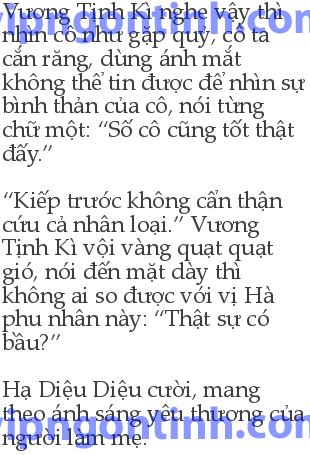 Vương Tịnh Kì nghe vậy thì
nhìn cô như gặp quỷ, cô ta
cắn răng, dùng ánh mắt
không thể tin được để nhìn sự
bình thản của cô, nói từng
chữ một: “Số cô cũng tốt thật
đấy.”
“Kiếp trước không cẩn thận
cứu cả nhân loại.” Vương
Tịnh Kì vội vàng quạt quạt
gió, nói đến mặt dày thì
không ai so được với vị Hà
phu nhân này: “Thật sự có
bầu?”
Hạ Diệu Diệu cười, mang
theo ánh sáng yêu thương của
người làm mẹ.
vipngontinh.com
vipngontinh.com